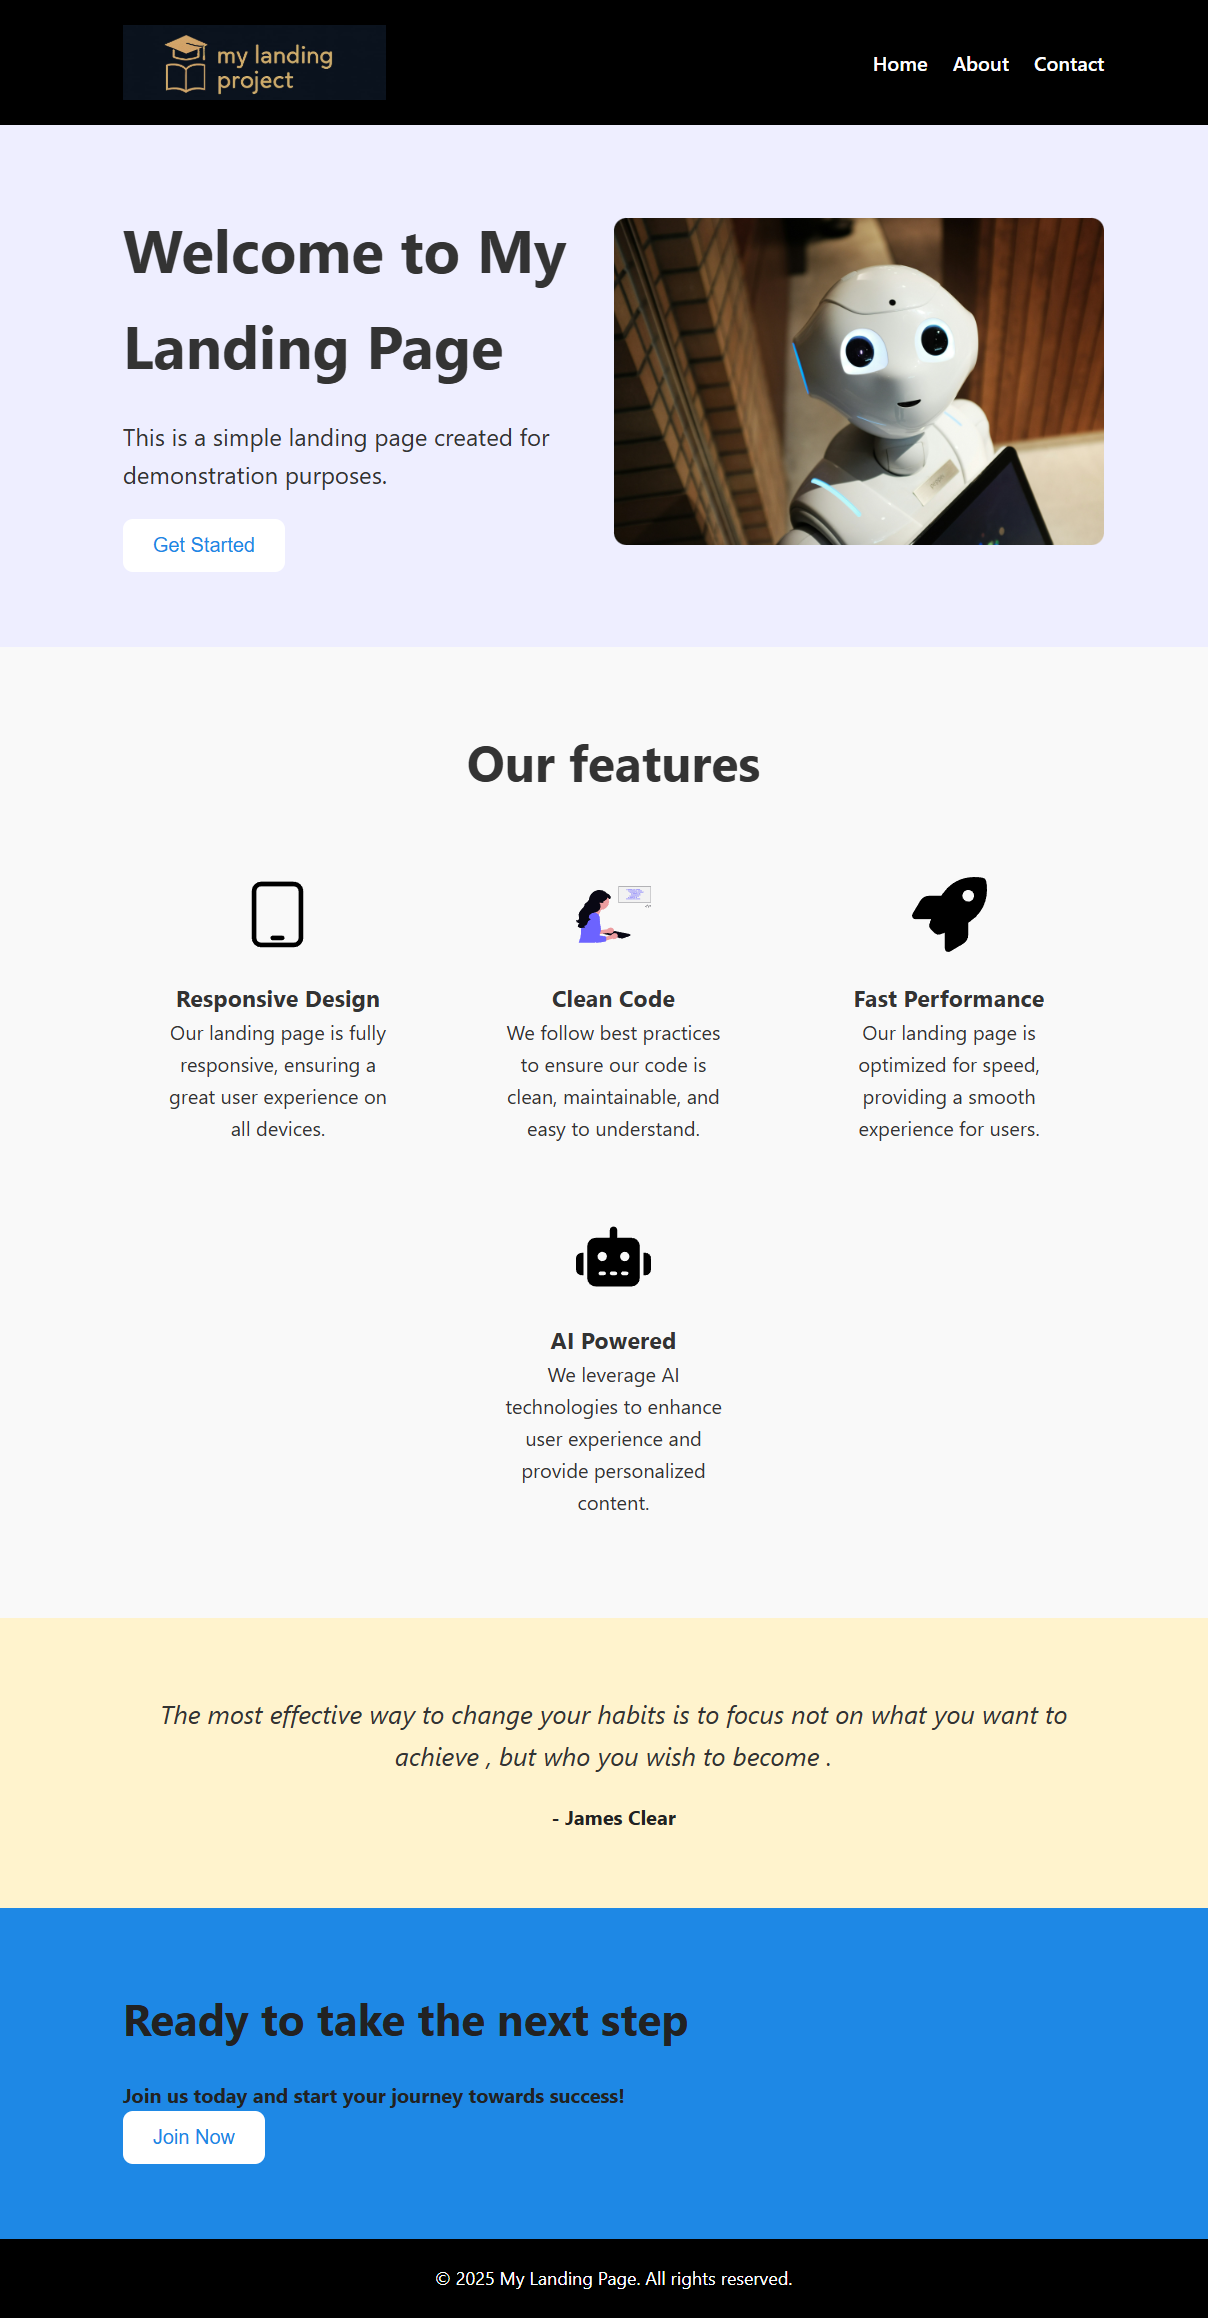 my landing
project
Home About Contact
Welcome to My
Landing Page
This is a simple landing page created for
demonstration purposes.
Get Started
Our features
Responsive Design
Our landing page is fully
responsive, ensuring a
great user experience on
all devices.
Clean Code
We follow best practices
to ensure our code is
clean, maintainable, and
easy to understand.
Fast Performance
Our landing page is
optimized for speed,
providing a smooth
experience for users.
AI Powered
We leverage AI
technologies to enhance
user experience and
provide personalized
content.
The most effective way to change your habits is to focus not on what you want to
achieve , but who you wish to become .
- James Clear
Ready to take the next step
Join us today and start your journey towards success!
Join Now
© 2025 My Landing Page. All rights reserved.